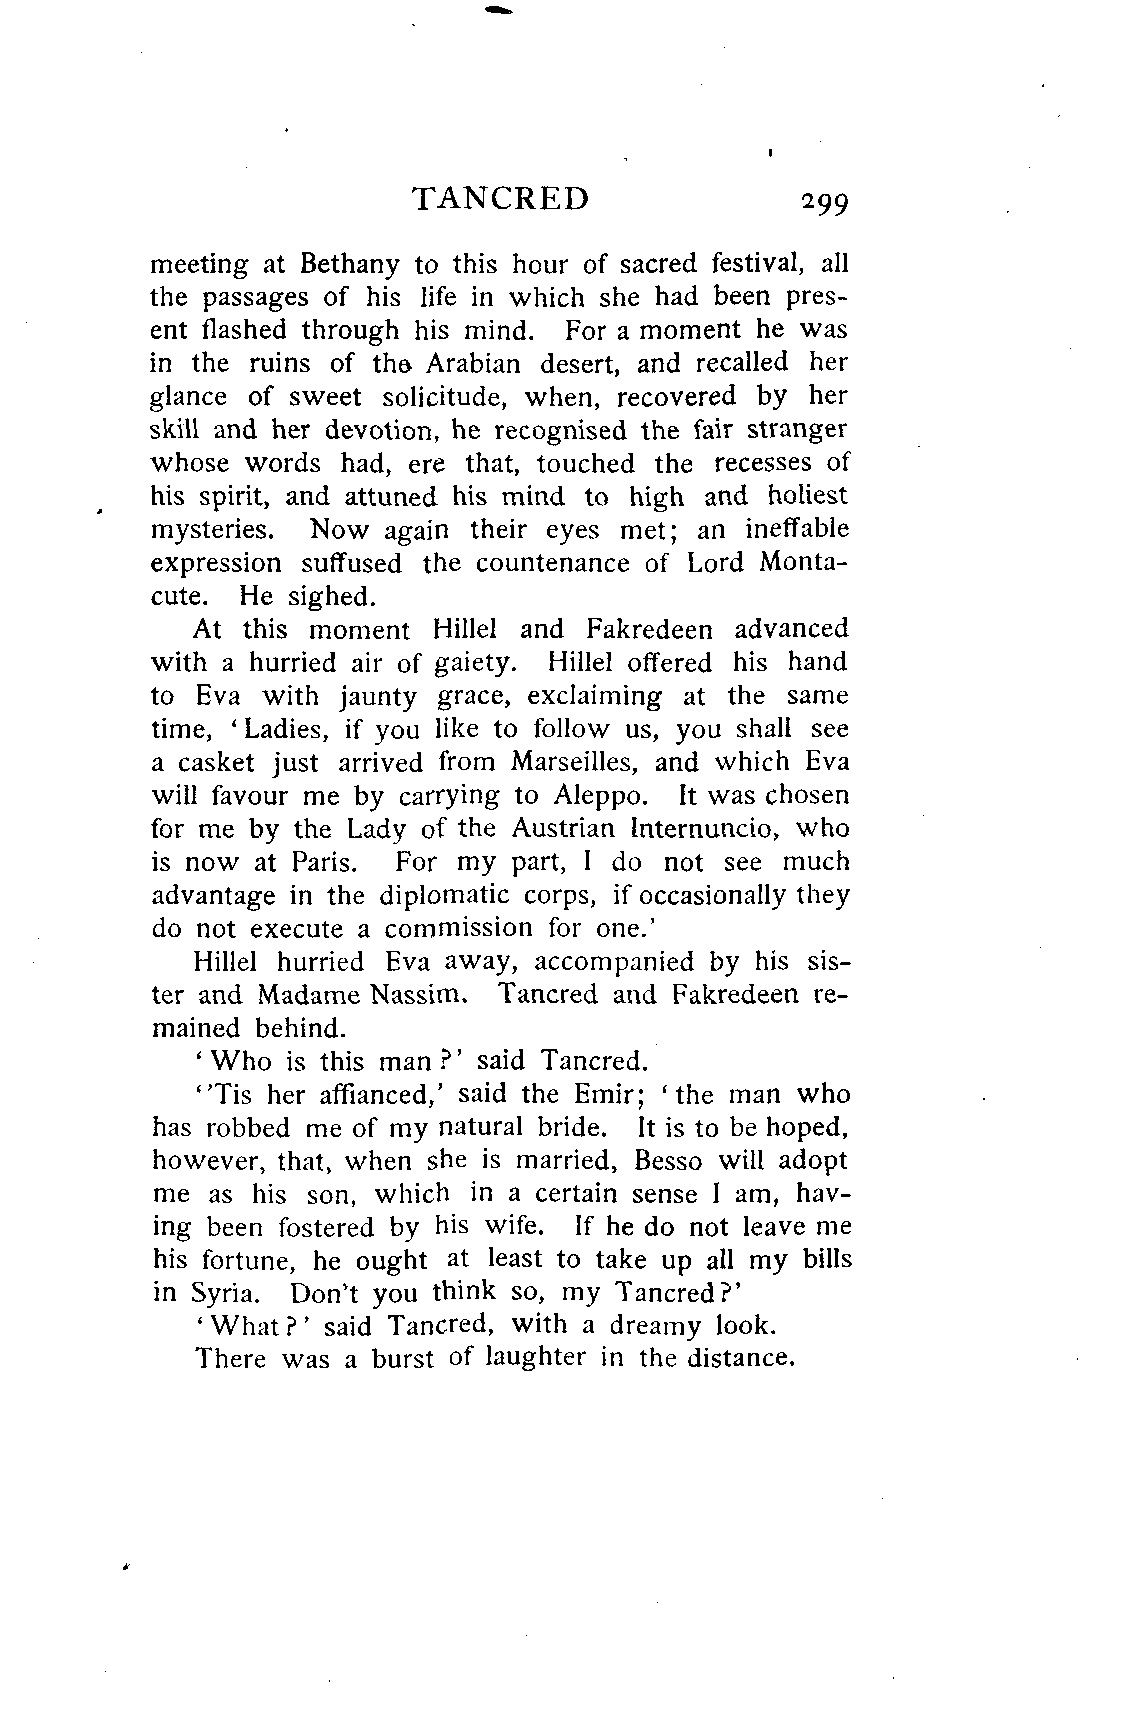 TANCRED 299
meeting at Bethany to this hour of sacred festival, all
the passages of his life in which she had been pres-
ent flashed through his mind. For a moment he was
in the ruins of the Arabian desert, and recalled her
glance of sweet solicitude, when, recovered by her
skill and her devotion, he recognised the fair stranger
whose words had, ere that, touched the recesses of
his spirit, and attuned his mind to high and holiest
mysteries. Now again their eyes met; an ineffable
expression suffused the countenance of Lord Monta-
cute. He sighed.
At this moment Hillel and Fakredeen advanced
with a hurried air of gaiety. Hillel offered his hand
to Eva with jaunty grace, exclaiming at the same
time, ‘Ladies, if you like to follow us, you shall see
a casket just arrived from Marseilles, and which Eva
will favour me by carrying to Aleppo. It was chosen
for me by the Lady of the Austrian Internuncio, who
is now at Paris. For my part, I do not see much
advantage in the diplomatic corps, if occasionally they
do not execute a commission for one.’
Hillel hurried Eva away, accompanied by his sis-
ter and Madame Nassim. Tancred and Fakredeen re-
mained behind.
‘Who is this man?’ said Tancred.
‘’Tis her affianced,’ said the Emir; ‘the man who
has robbed me of my natural bride. It is to be hoped,
however, that, when she is married, Besso will adopt
me as his son, which in a certain sense I am, hav-
ing been fostered by his wife. If he do not leave me
his fortune, he ought at least to take up all my bills
in Syria. Don’t you think so, my Tancred?’
‘What?’ said Tancred, with a dreamy look.
There was a burst of laughter in the distance.